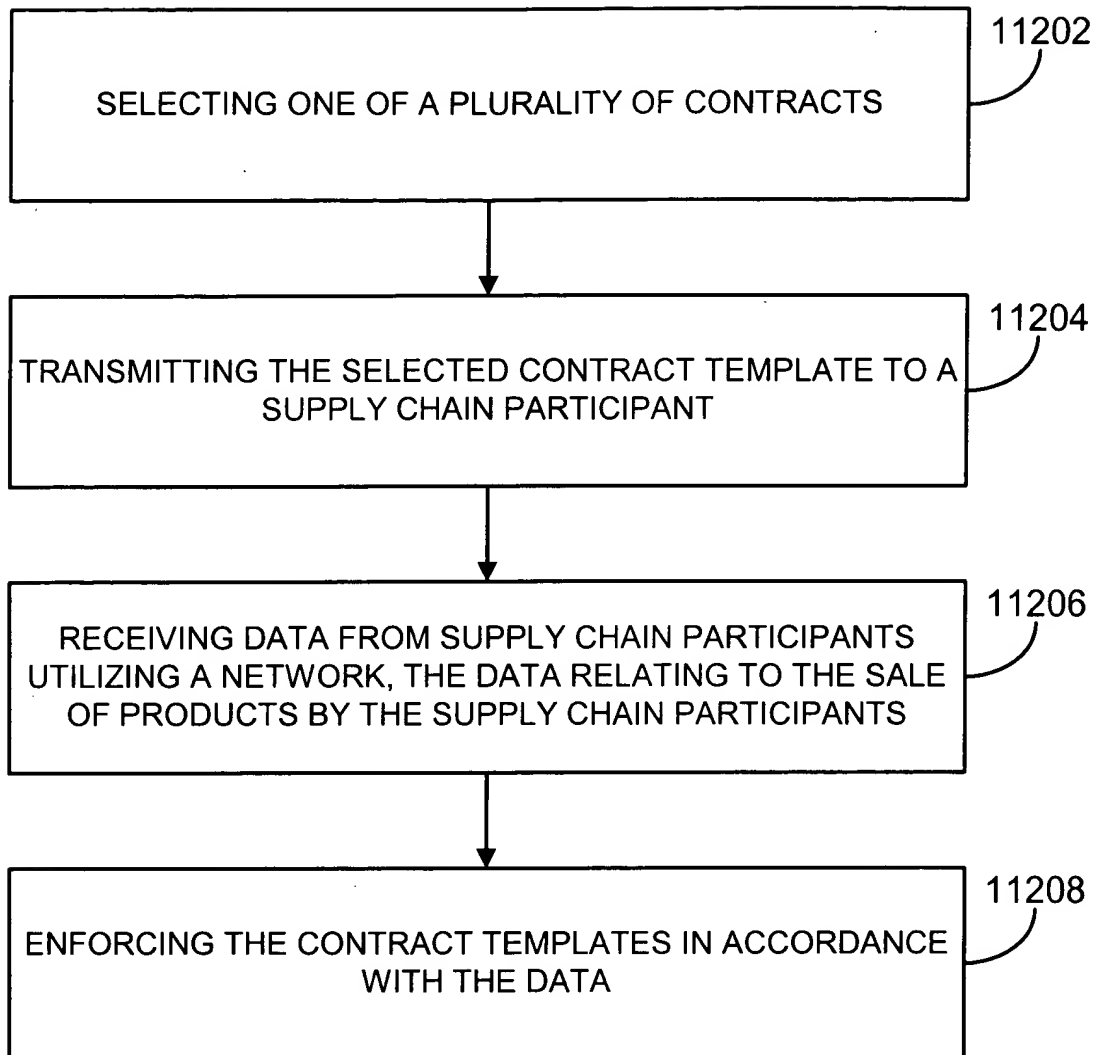 11202
SELECTING ONE OF A PLURALITY OF CONTRACTS
11204
TRANSMITTING THE SELECTED CONTRACT TEMPLATE TO A
SUPPLY CHAIN PARTICIPANT
11206
RECEIVING DATA FROM SUPPLY CHAIN PARTICIPANTS
UTILIZING A NETWORK, THE DATA RELATING TO THE SALE
OF PRODUCTS BY THE SUPPLY CHAIN PARTICIPANTS
11208
ENFORCING THE CONTRACT TEMPLATES IN ACCORDANCE
WITH THE DATA